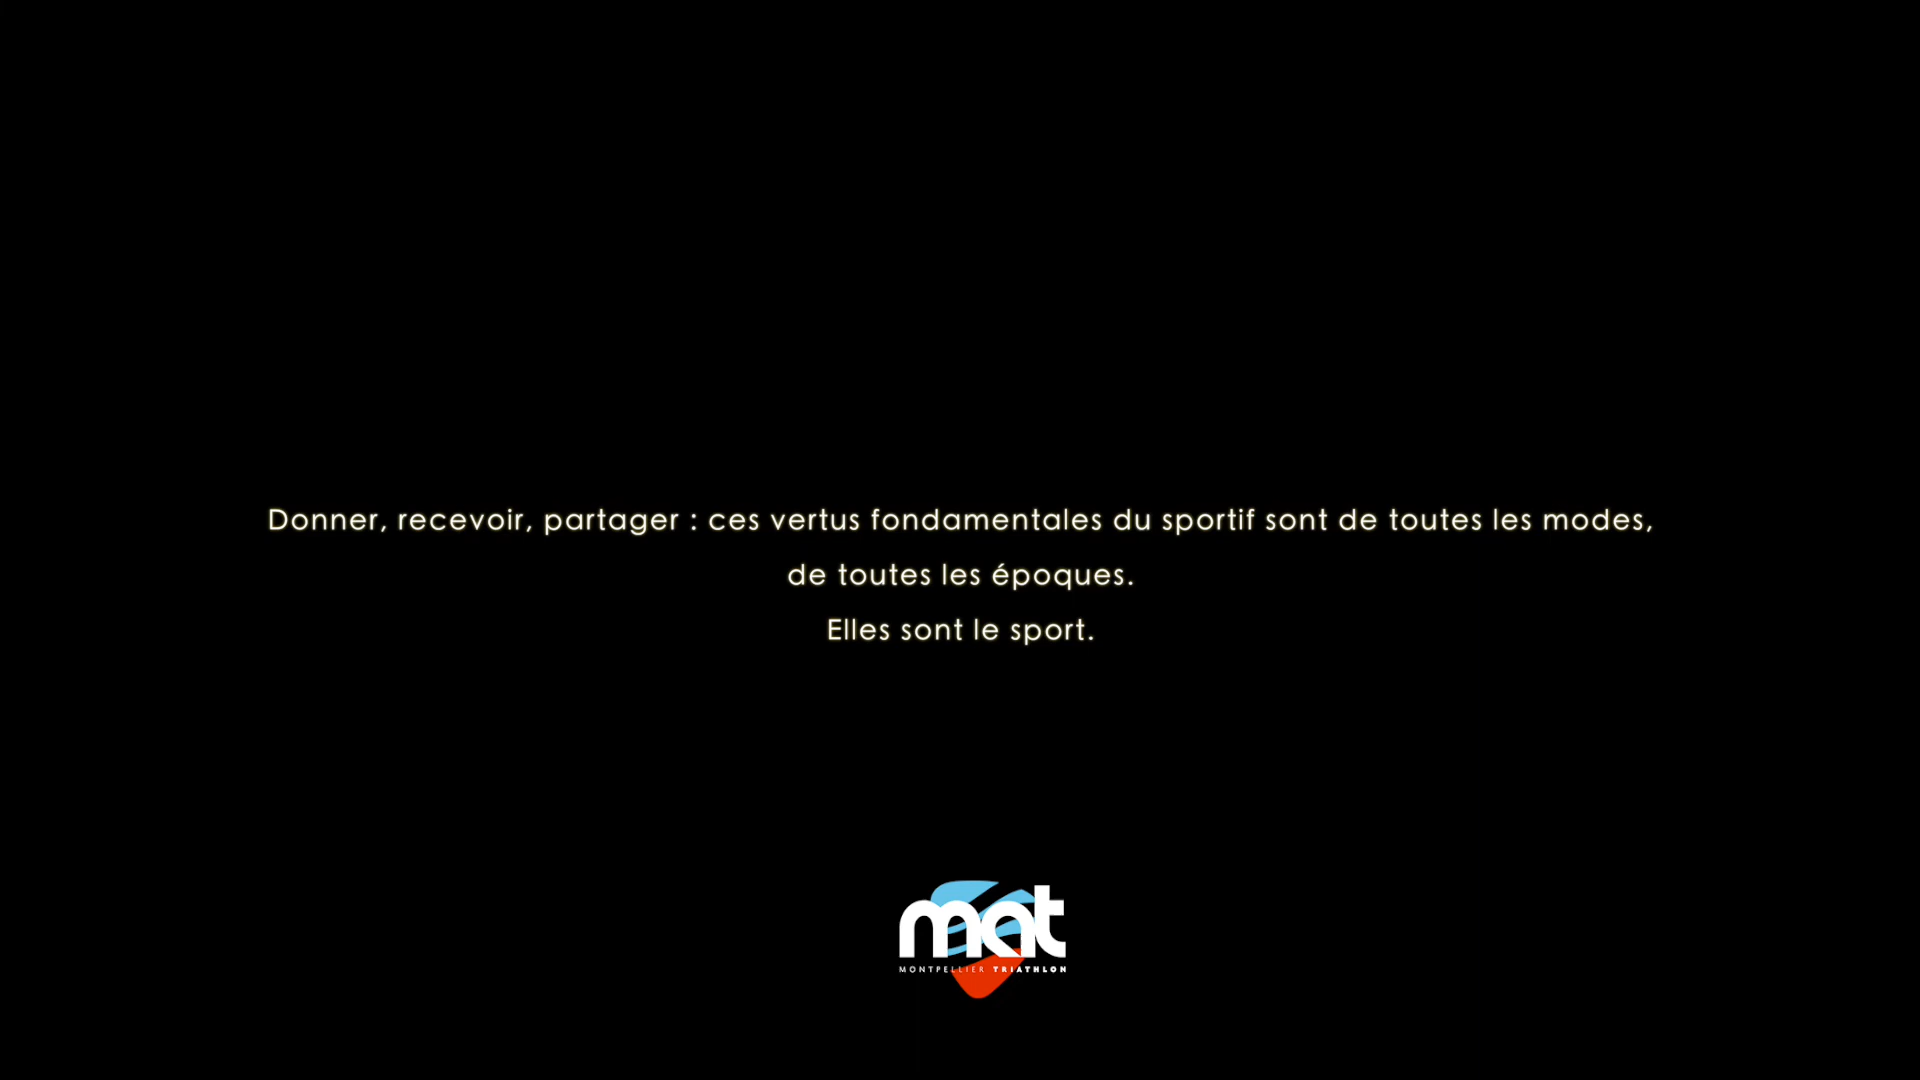 Donner, recevoir, partager : ces vertus fondamentales du sportif sont de toutes les modes,
de toutes les époques.
Elles sont le sport.
mat
MONTPELLIER TRIATHLON